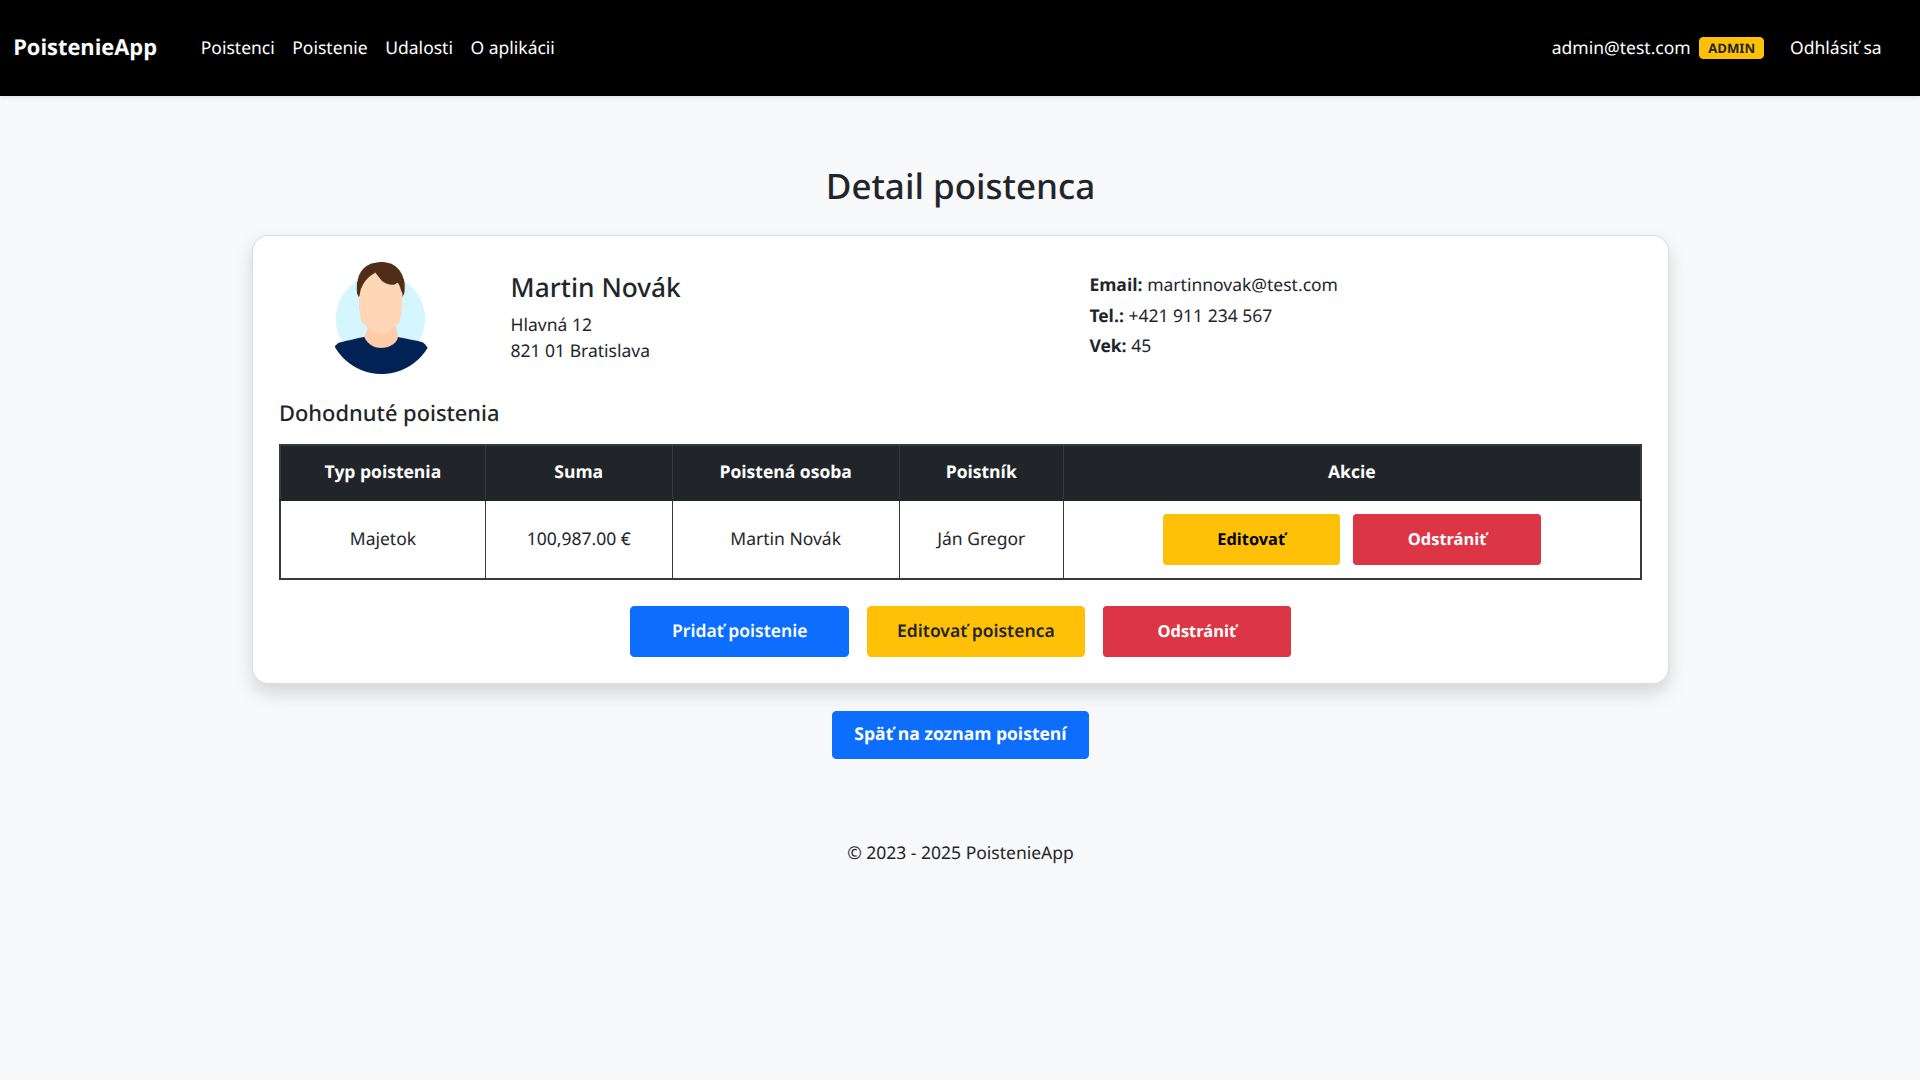 PoistenieApp Poistenci Poistenie Udalosti O aplikácii admin@test.com ADMIN Odhlásiť sa
Detail poistenca
Martin Novák
Hlavná 12
821 01 Bratislava
Email: martinnovak@test.com
Tel.: +421 911 234 567
Vek: 45
Dohodnuté poistenia
Typ poistenia Suma Poistená osoba Poistník Akcie
Majetok 100,987.00 € Martin Novák Ján Gregor Editovať Odstrániť
Pridať poistenie Editovať poistenca Odstrániť
Späť na zoznam poistení
© 2023 - 2025 PoistenieApp